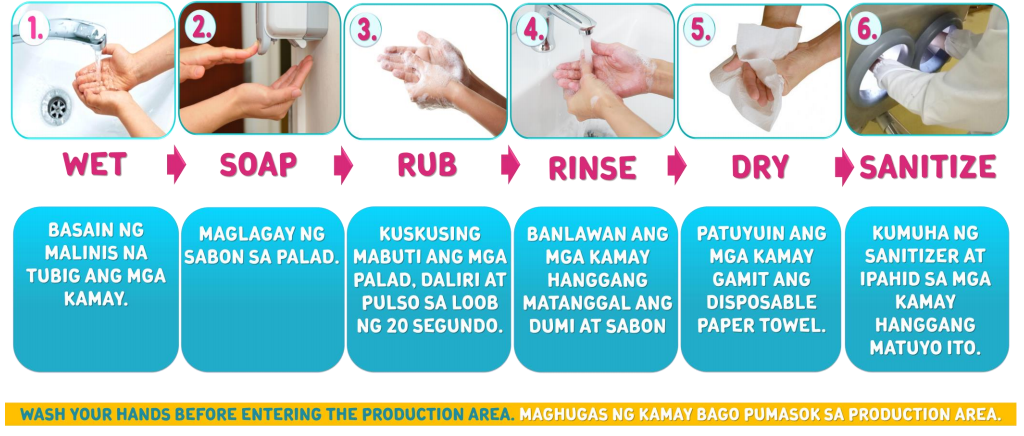 1.
2.
3.
4.
5.
6.
WET
SOAP
RUB
RINSE
DRY
SANITIZE
BASAIN NG
MALINIS NA
TUBIG ANG MGA
KAMAY.
MAGLAGAY NG
SABON SA PALAD.
KUSKUSING
MABUTI ANG MGA
PALAD, DALIRI AT
PULSO SA LOOB
NG 20 SEGUNDO.
BANLAWAN ANG
MGA KAMAY
HANGGANG
MATANGGAL ANG
DUMI AT SABON
PATUYUIN ANG
MGA KAMAY
GAMIT ANG
DISPOSABLE
PAPER TOWEL.
KUMUHA NG
SANITIZER AT
IPAHID SA MGA
KAMAY
HANGGANG
MATUYO ITO.
WASH YOUR HANDS BEFORE ENTERING THE PRODUCTION AREA. MAGHUGAS NG KAMAY BAGO PUMASOK SA PRODUCTION AREA.